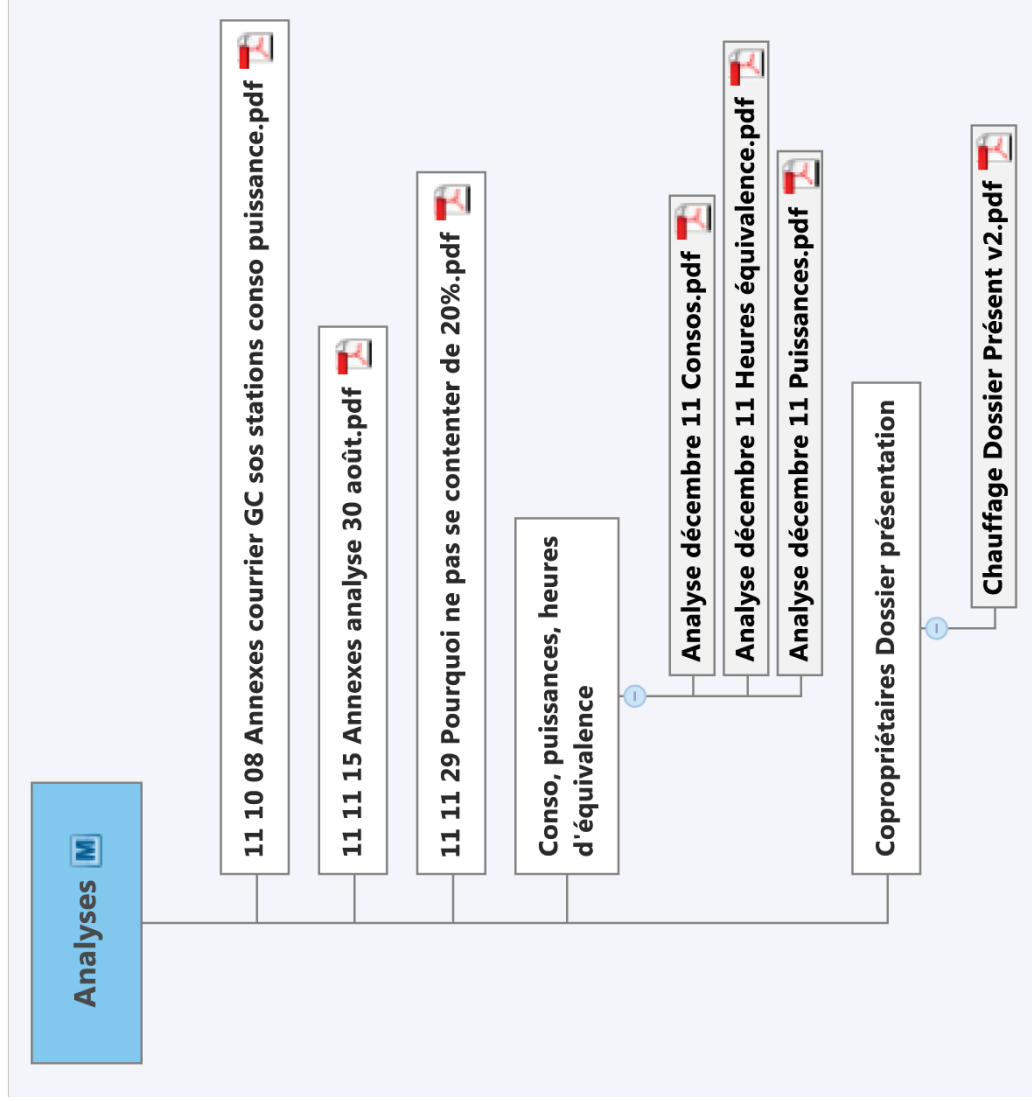 Analyses
11 10 08 Annexes courrier GC sos stations conso puissance.pdf
11 11 15 Annexes analyse 30 août.pdf
11 11 29 Pourquoi ne pas se contenter de 20%.pdf
Conso, puissances, heures
d'équivalence
Analyse décembre 11 Consos.pdf
Analyse décembre 11 Heures équivalence.pdf
Analyse décembre 11 Puissances.pdf
Copropriétaires Dossier présentation
Chauffage Dossier Présent v2.pdf